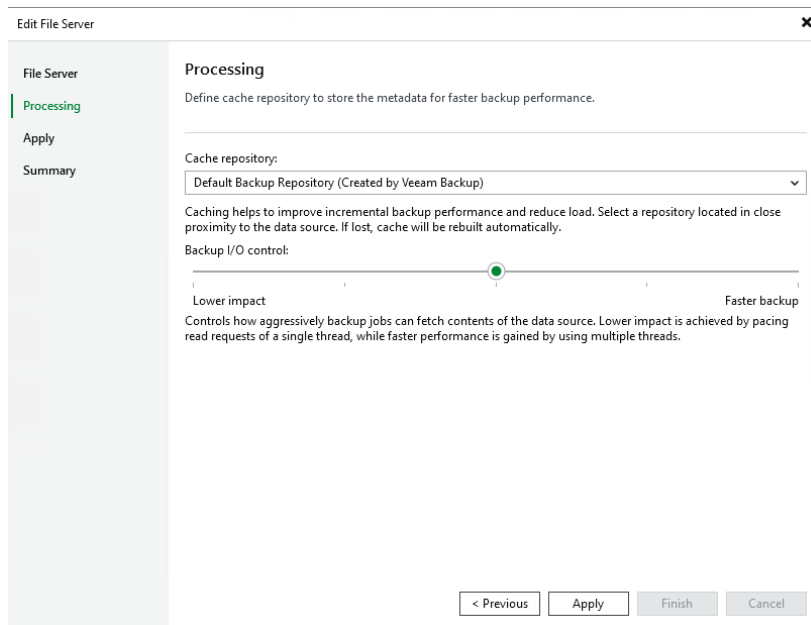 Edit File Server
File Server
Processing
Apply
Summary
Processing
Define cache repository to store the metadata for faster backup performance.
Cache repository:
Default Backup Repository (Created by Veeam Backup)
Caching helps to improve incremental backup performance and reduce load. Select a repository located in close
proximity to the data source. If lost, cache will be rebuilt automatically.
Backup I/O control:
Lower impact Faster backup
Controls how aggressively backup jobs can fetch contents of the data source. Lower impact is achieved by pacing
read requests of a single thread, while faster performance is gained by using multiple threads.
< Previous Apply Finish Cancel